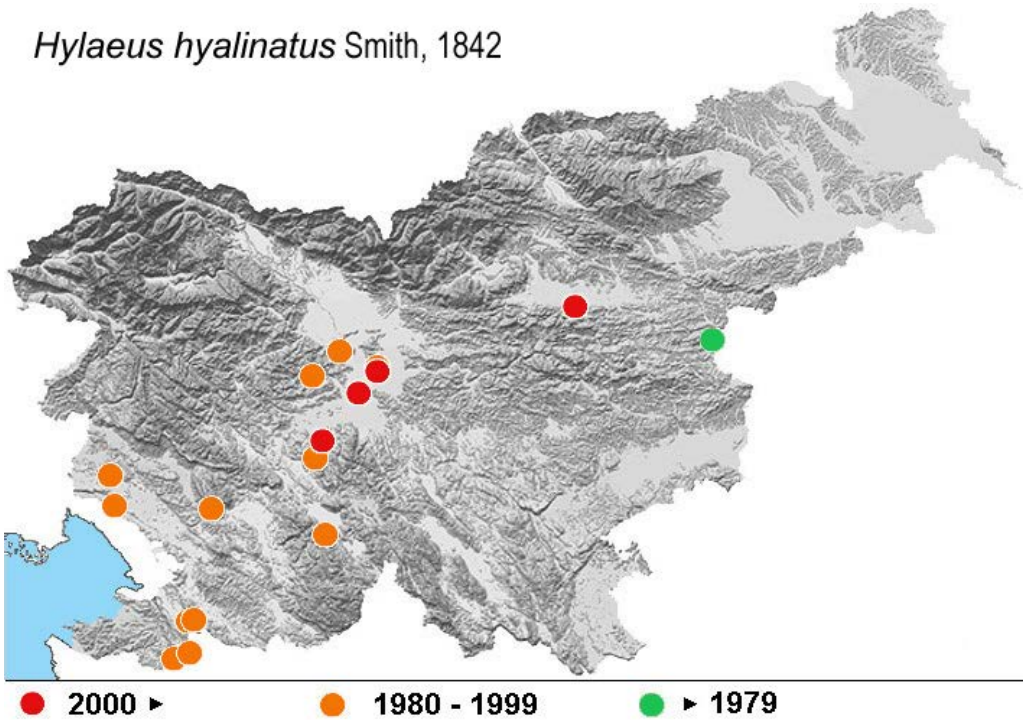 Hylaeus hyalinatus Smith, 1842
2000 ► 1980 - 1999 ► 1979